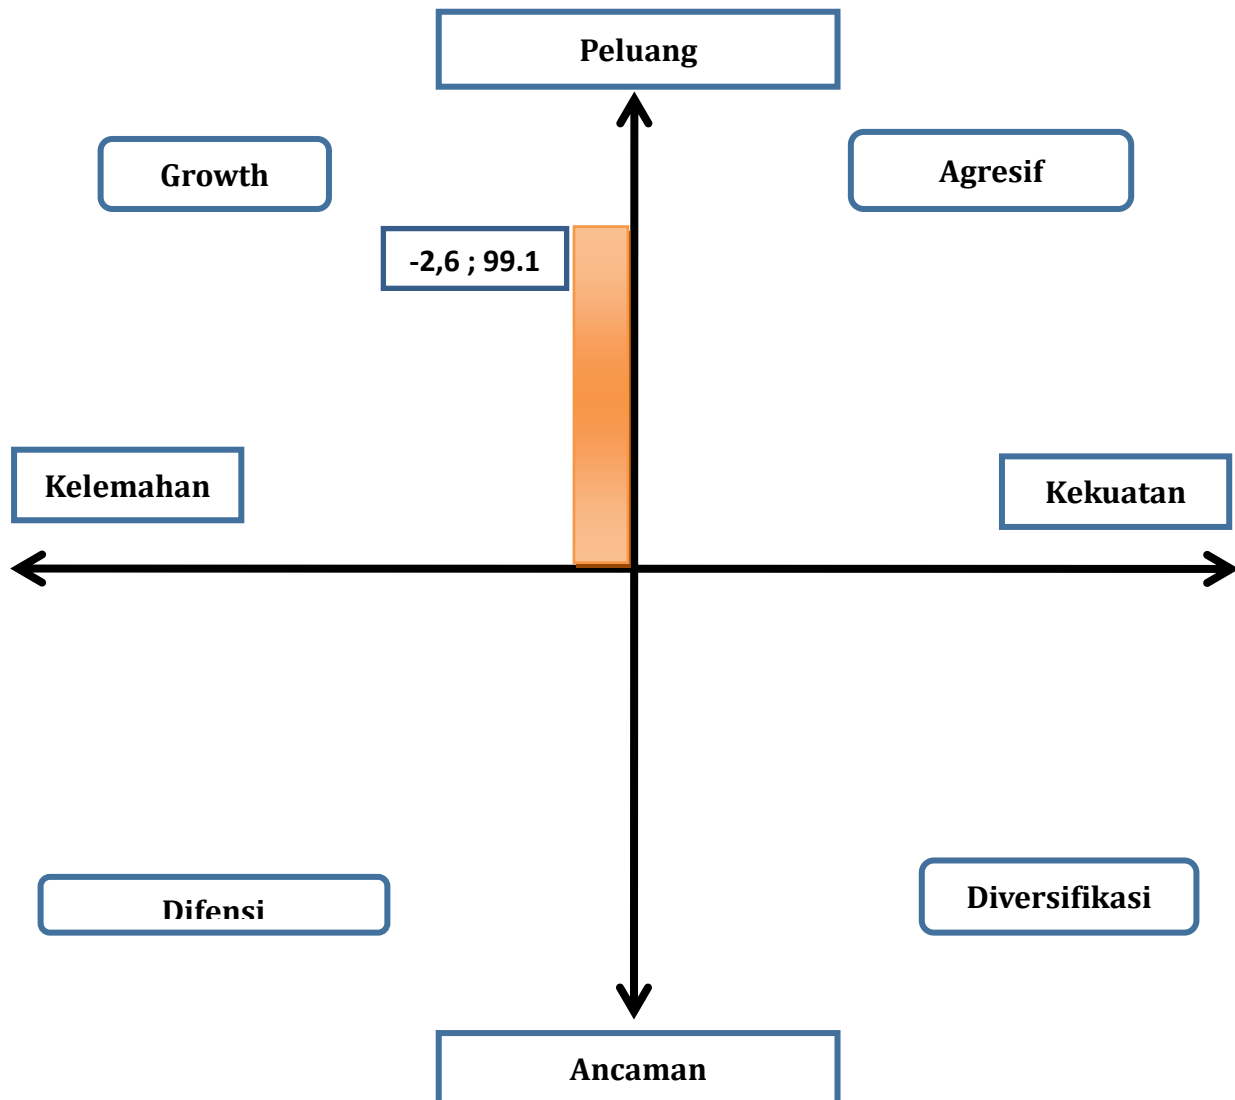 Peluang
Growth
Agresif
-2,6 ; 99.1
Kelemahan
Kekuatan
Difensi
Diversifikasi
Ancaman